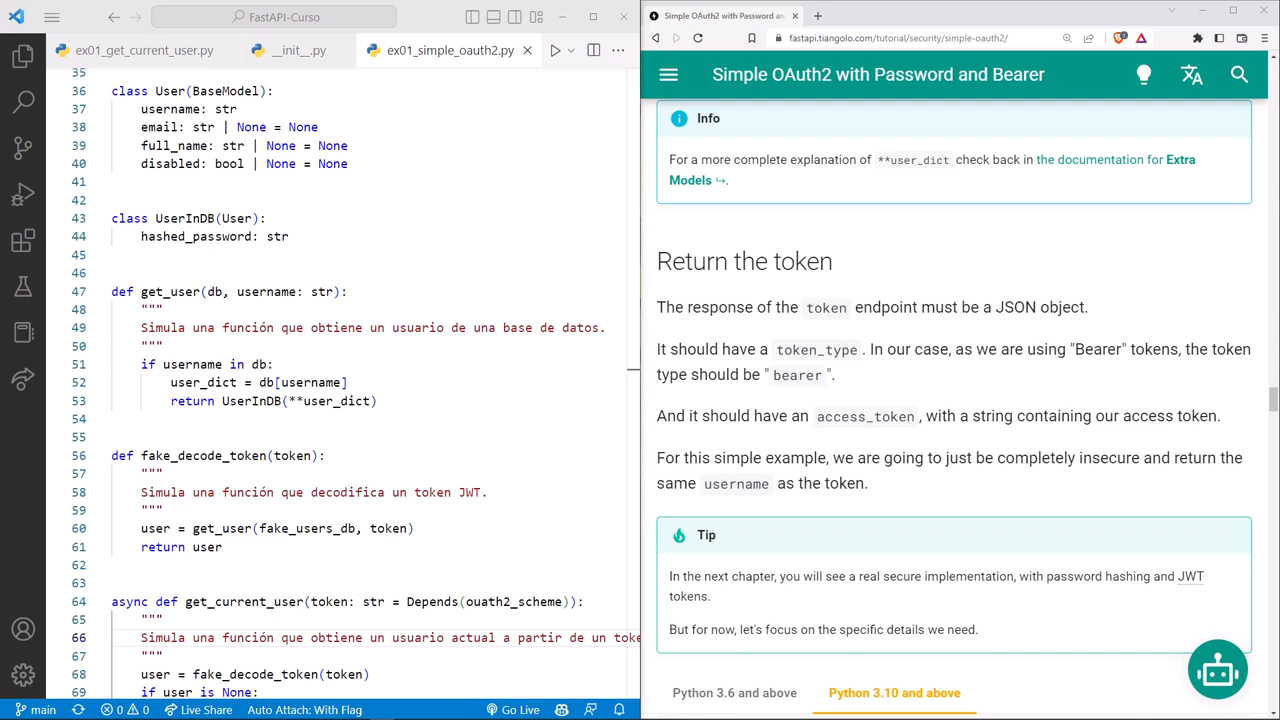 FastAPI-Curso
ex01_get_current_user.py
__init__.py
ex01_simple_oauth2.py
35
36 class User(BaseModel):
37 username: str
38 email: str | None = None
39 full_name: str | None = None
40 disabled: bool | None = None
41
42
43 class UserInDB(User):
44 hashed_password: str
45
46
47 def get_user(db, username: str):
48 """
49 Simula una función que obtiene un usuario de una base de datos.
50 """
51 if username in db:
52 user_dict = db[username]
53 return UserInDB(**user_dict)
54
55
56 def fake_decode_token(token):
57 """
58 Simula una función que decodifica un token JWT.
59 """
60 user = get_user(fake_users_db, token)
61 return user
62
63
64 async def get_current_user(token: str = Depends(ouath2_scheme)):
65 """
66 Simula una función que obtiene un usuario actual a partir de un toke
67 """
68 user = fake_decode_token(token)
69 if user is None:
main
0 0
Live Share
Auto Attach: With Flag
Go Live
Simple OAuth2 with Password an
fastapi.tiangolo.com/tutorial/security/simple-oauth2/
Simple OAuth2 with Password and Bearer
Info
For a more complete explanation of **user_dict check back in the documentation for Extra
Models ↪.
Return the token
The response of the token endpoint must be a JSON object.
It should have a token_type. In our case, as we are using "Bearer" tokens, the token
type should be "bearer".
And it should have an access_token, with a string containing our access token.
For this simple example, we are going to just be completely insecure and return the
same username as the token.
Tip
In the next chapter, you will see a real secure implementation, with password hashing and JWT
tokens.
But for now, let's focus on the specific details we need.
Python 3.6 and above
Python 3.10 and above